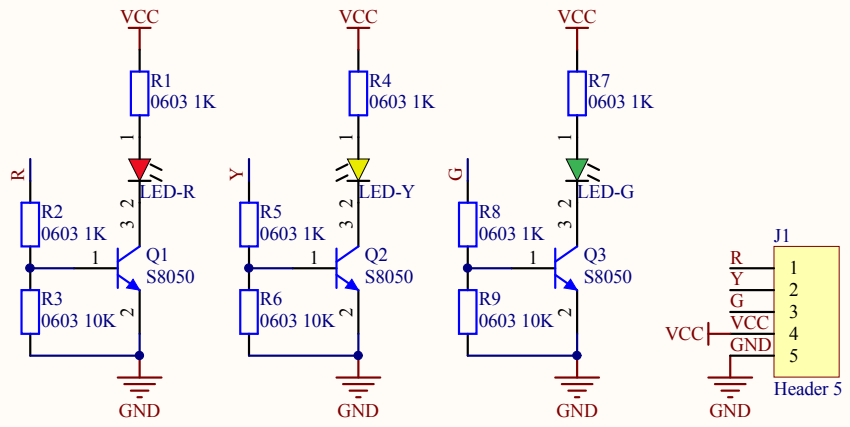 VCC
R1
0603 1K
1
R
LED-R
2
R2
0603 1K
3
1
Q1
S8050
R3
0603 10K
2
GND
VCC
R4
0603 1K
1
Y
LED-Y
2
R5
0603 1K
3
1
Q2
S8050
R6
0603 10K
2
GND
VCC
R7
0603 1K
1
G
LED-G
2
R8
0603 1K
3
1
Q3
S8050
R9
0603 10K
2
GND
J1
R 1
Y 2
G 3
VCC VCC 4
GND 5
Header 5
GND